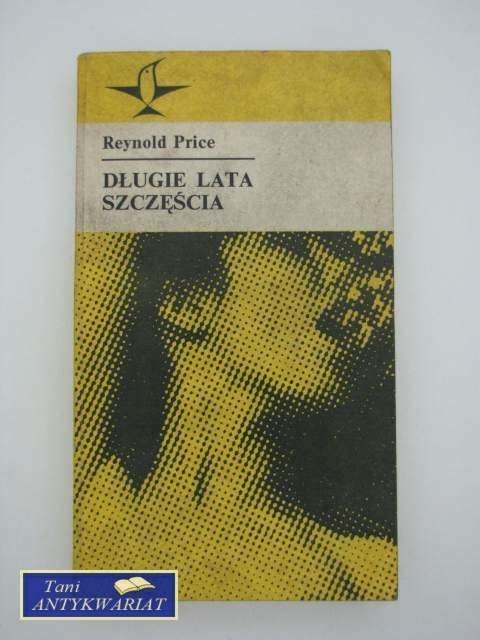 Reynold Price
DŁUGIE LATA
SZCZĘŚCIA
Tani
ANTYKWARIAT